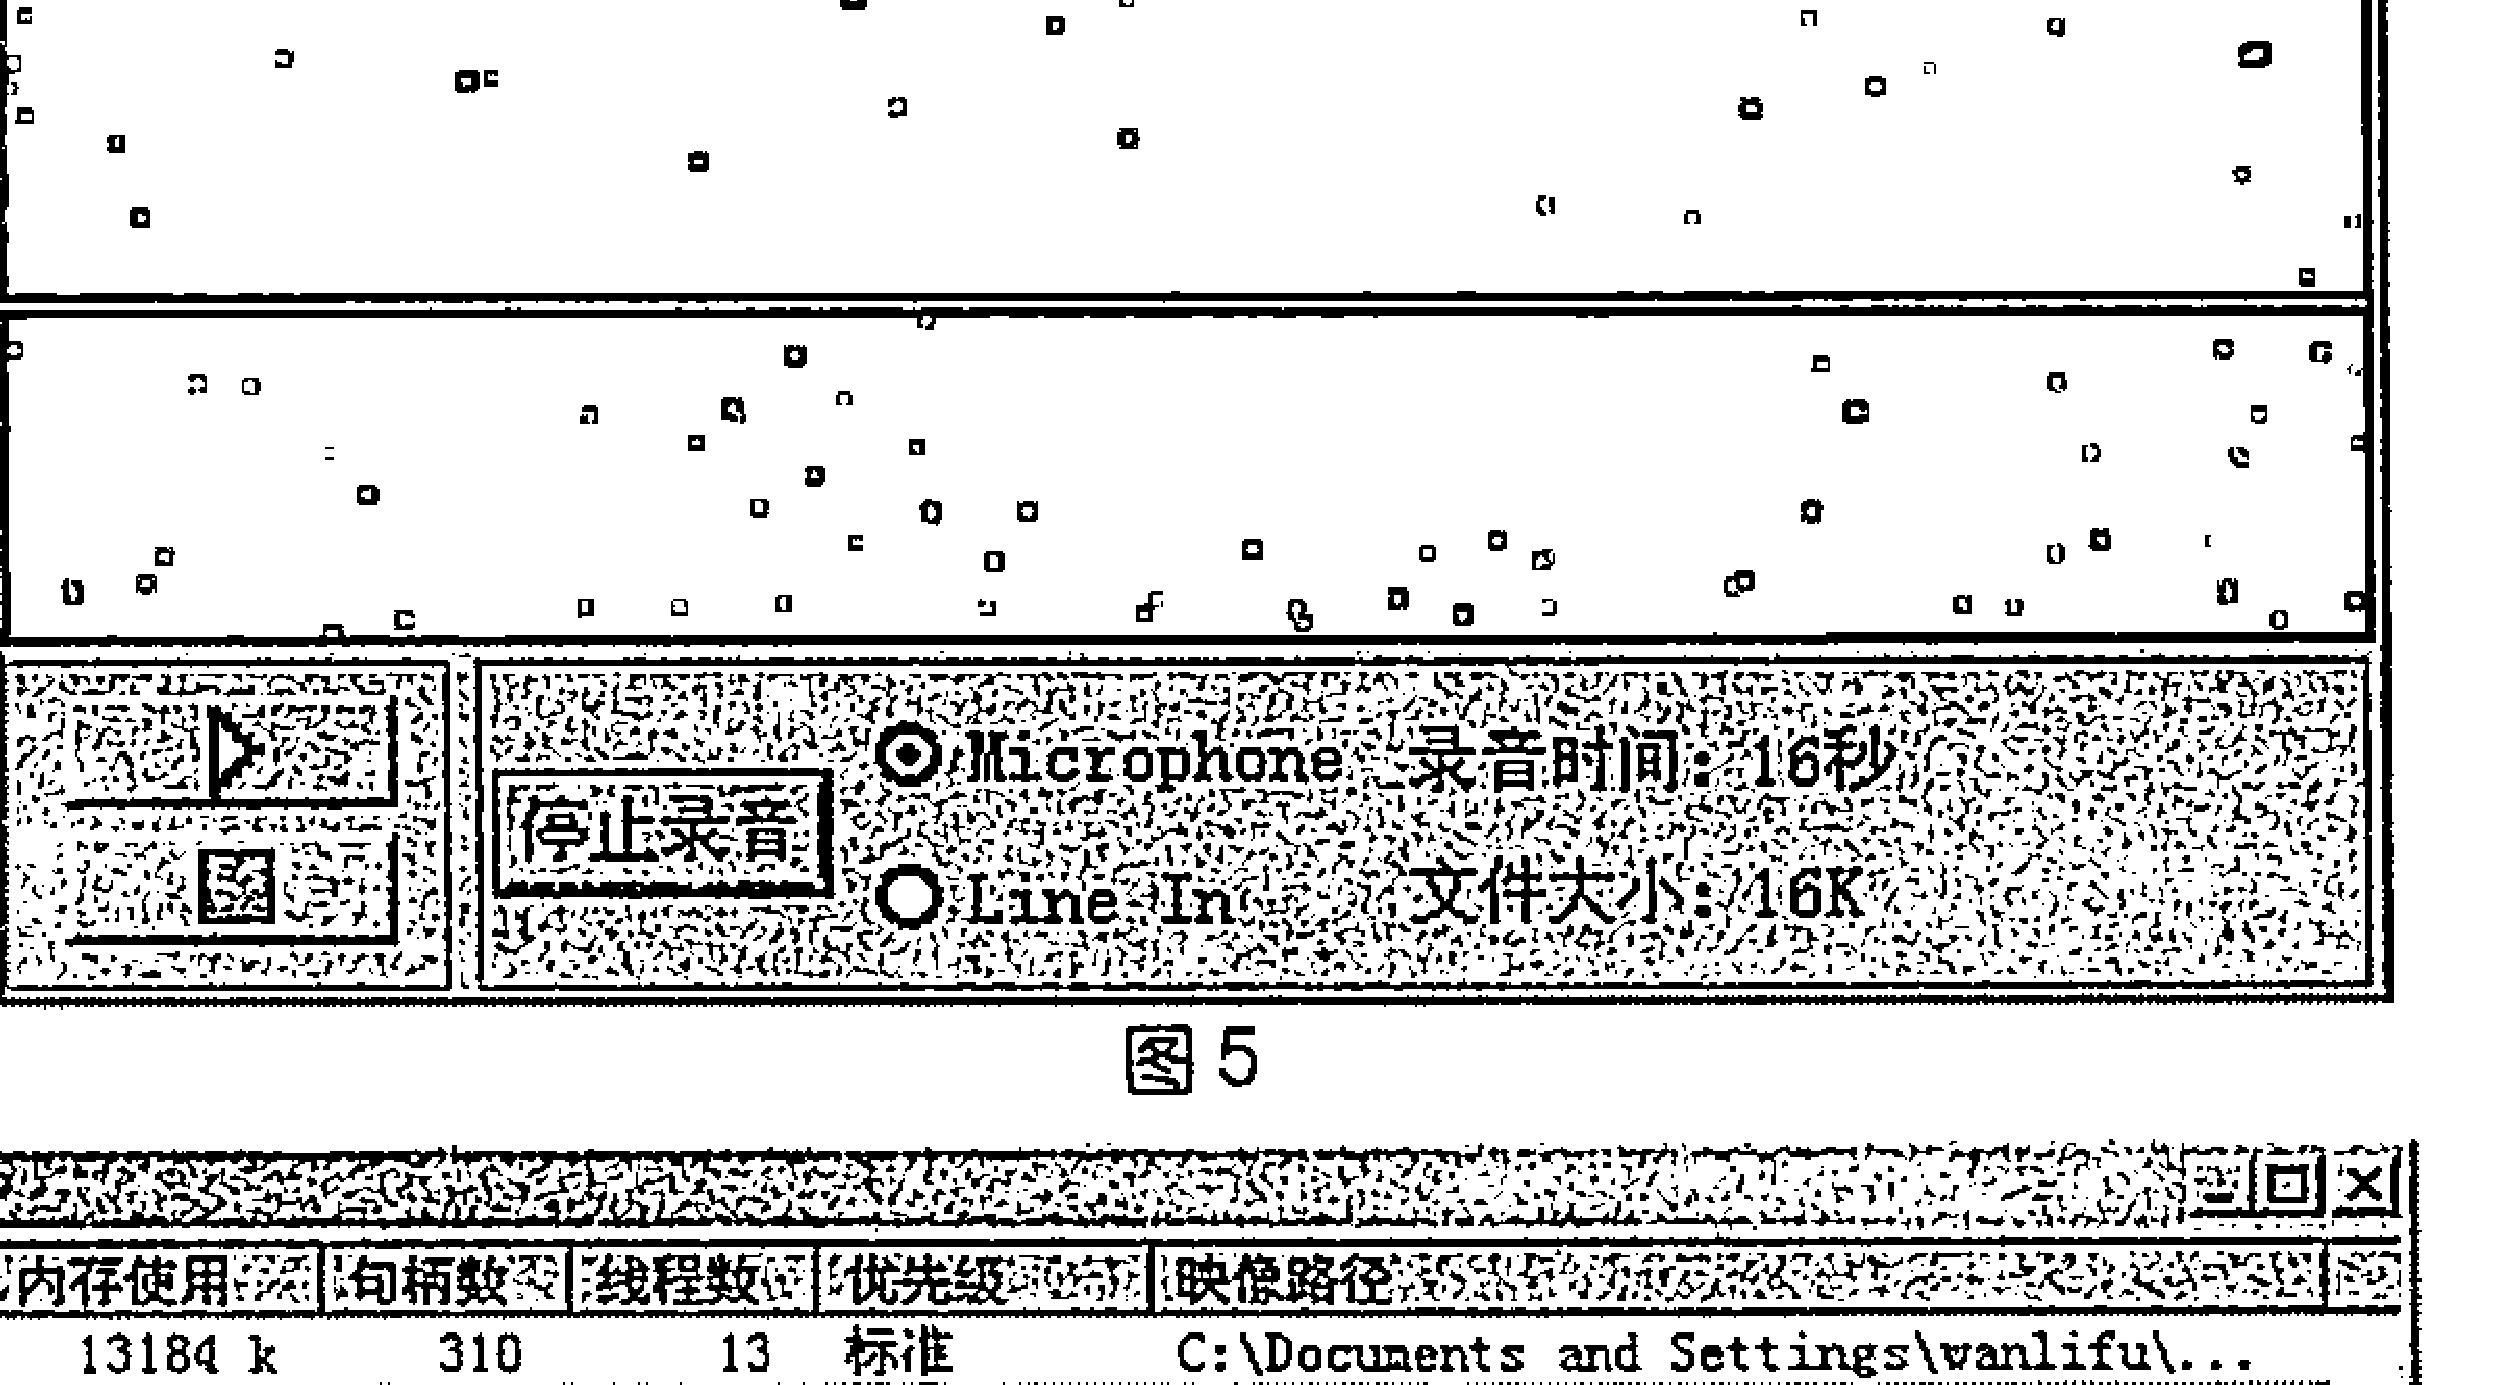 Microphone 录音时间: 16秒
停止录音
Line In 文件大小: 16K
图 5
内存使用 句柄数 线程数 优先级 映像路径
13184 k 310 13 标准 C:\Documents and Settings\wanlifu\...